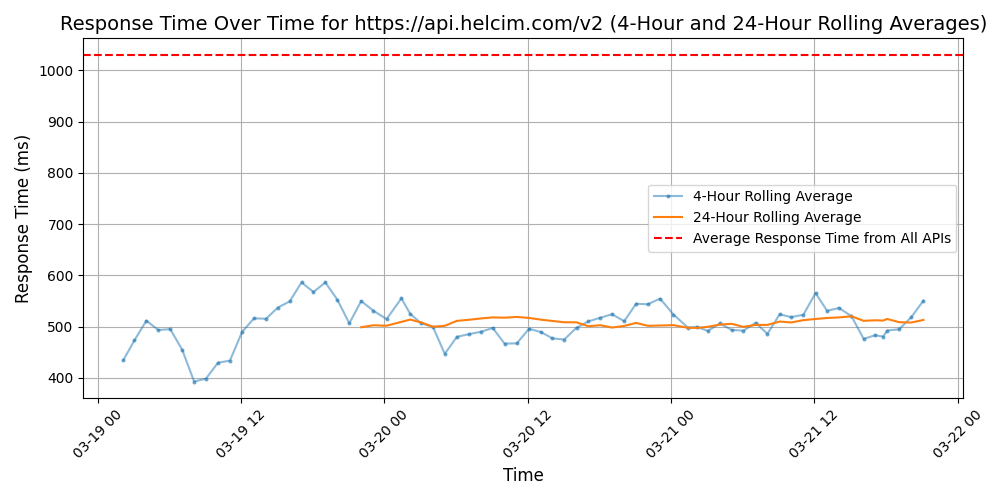 Response Time Over Time for https://api.helcim.com/v2 (4-Hour and 24-Hour Rolling Averages)
Response Time (ms)
1000
900
800
700
600
500
400
4-Hour Rolling Average
24-Hour Rolling Average
Average Response Time from All APIs
03-19 00
03-19 12
03-20 00
03-20 12
03-21 00
03-21 12
03-22 00
Time